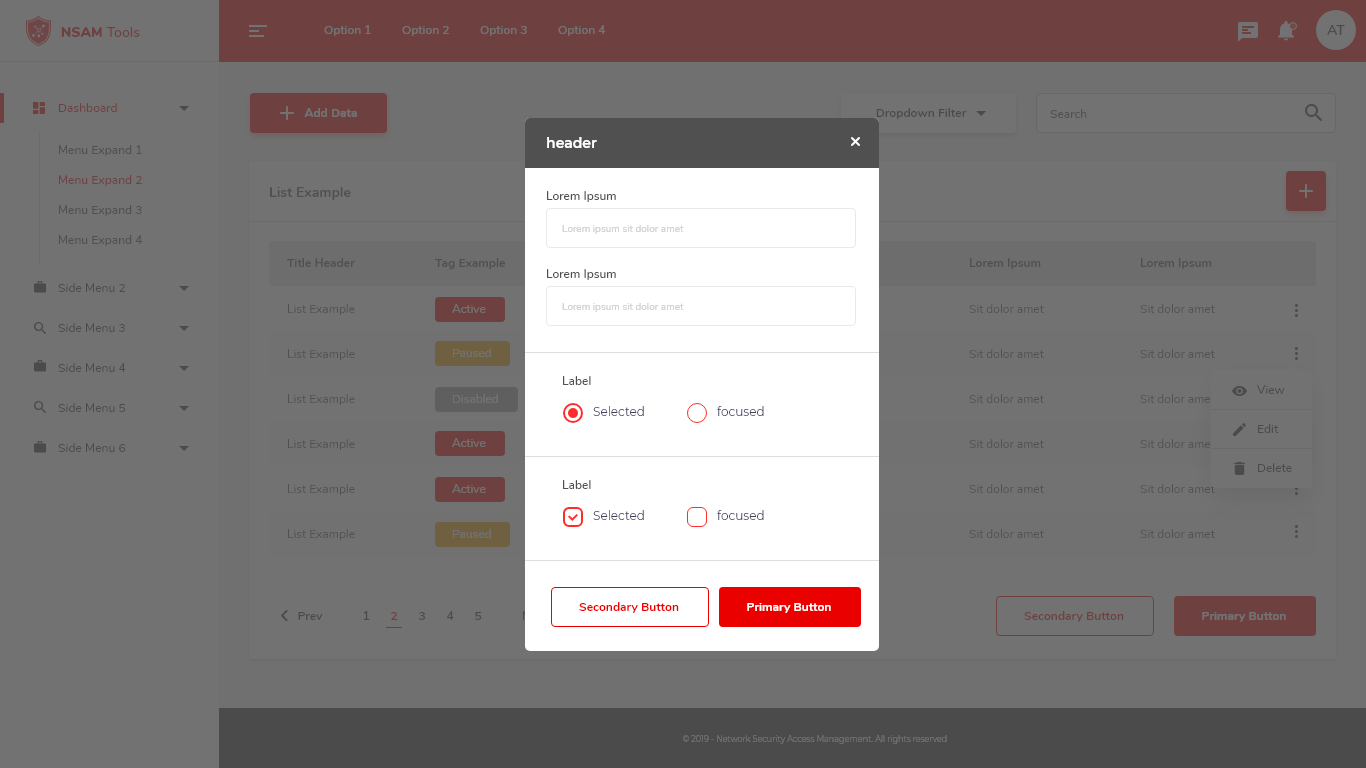 NSAM Tools
Option 1 Option 2 Option 3 Option 4
AT
Dashboard
Menu Expand 1
Menu Expand 2
Menu Expand 3
Menu Expand 4
Side Menu 2
Side Menu 3
Side Menu 4
Side Menu 5
Side Menu 6
Add Data
Dropdown Filter
Search
List Example
Title Header Tag Example Lorem Ipsum Lorem Ipsum
List Example Active Sit dolor amet Sit dolor amet
List Example Paused Sit dolor amet Sit dolor amet
List Example Disabled Sit dolor amet Sit dolor amet
List Example Active Sit dolor amet Sit dolor amet
List Example Active Sit dolor amet Sit dolor amet
List Example Paused Sit dolor amet Sit dolor amet
View
Edit
Delete
Prev 1 2 3 4 5
Secondary Button Primary Button
header
Lorem Ipsum
Lorem ipsum sit dolor amet
Lorem Ipsum
Lorem ipsum sit dolor amet
Label
Selected focused
Label
Selected focused
Secondary Button Primary Button
© 2019 - Network Security Access Management. All rights reserved